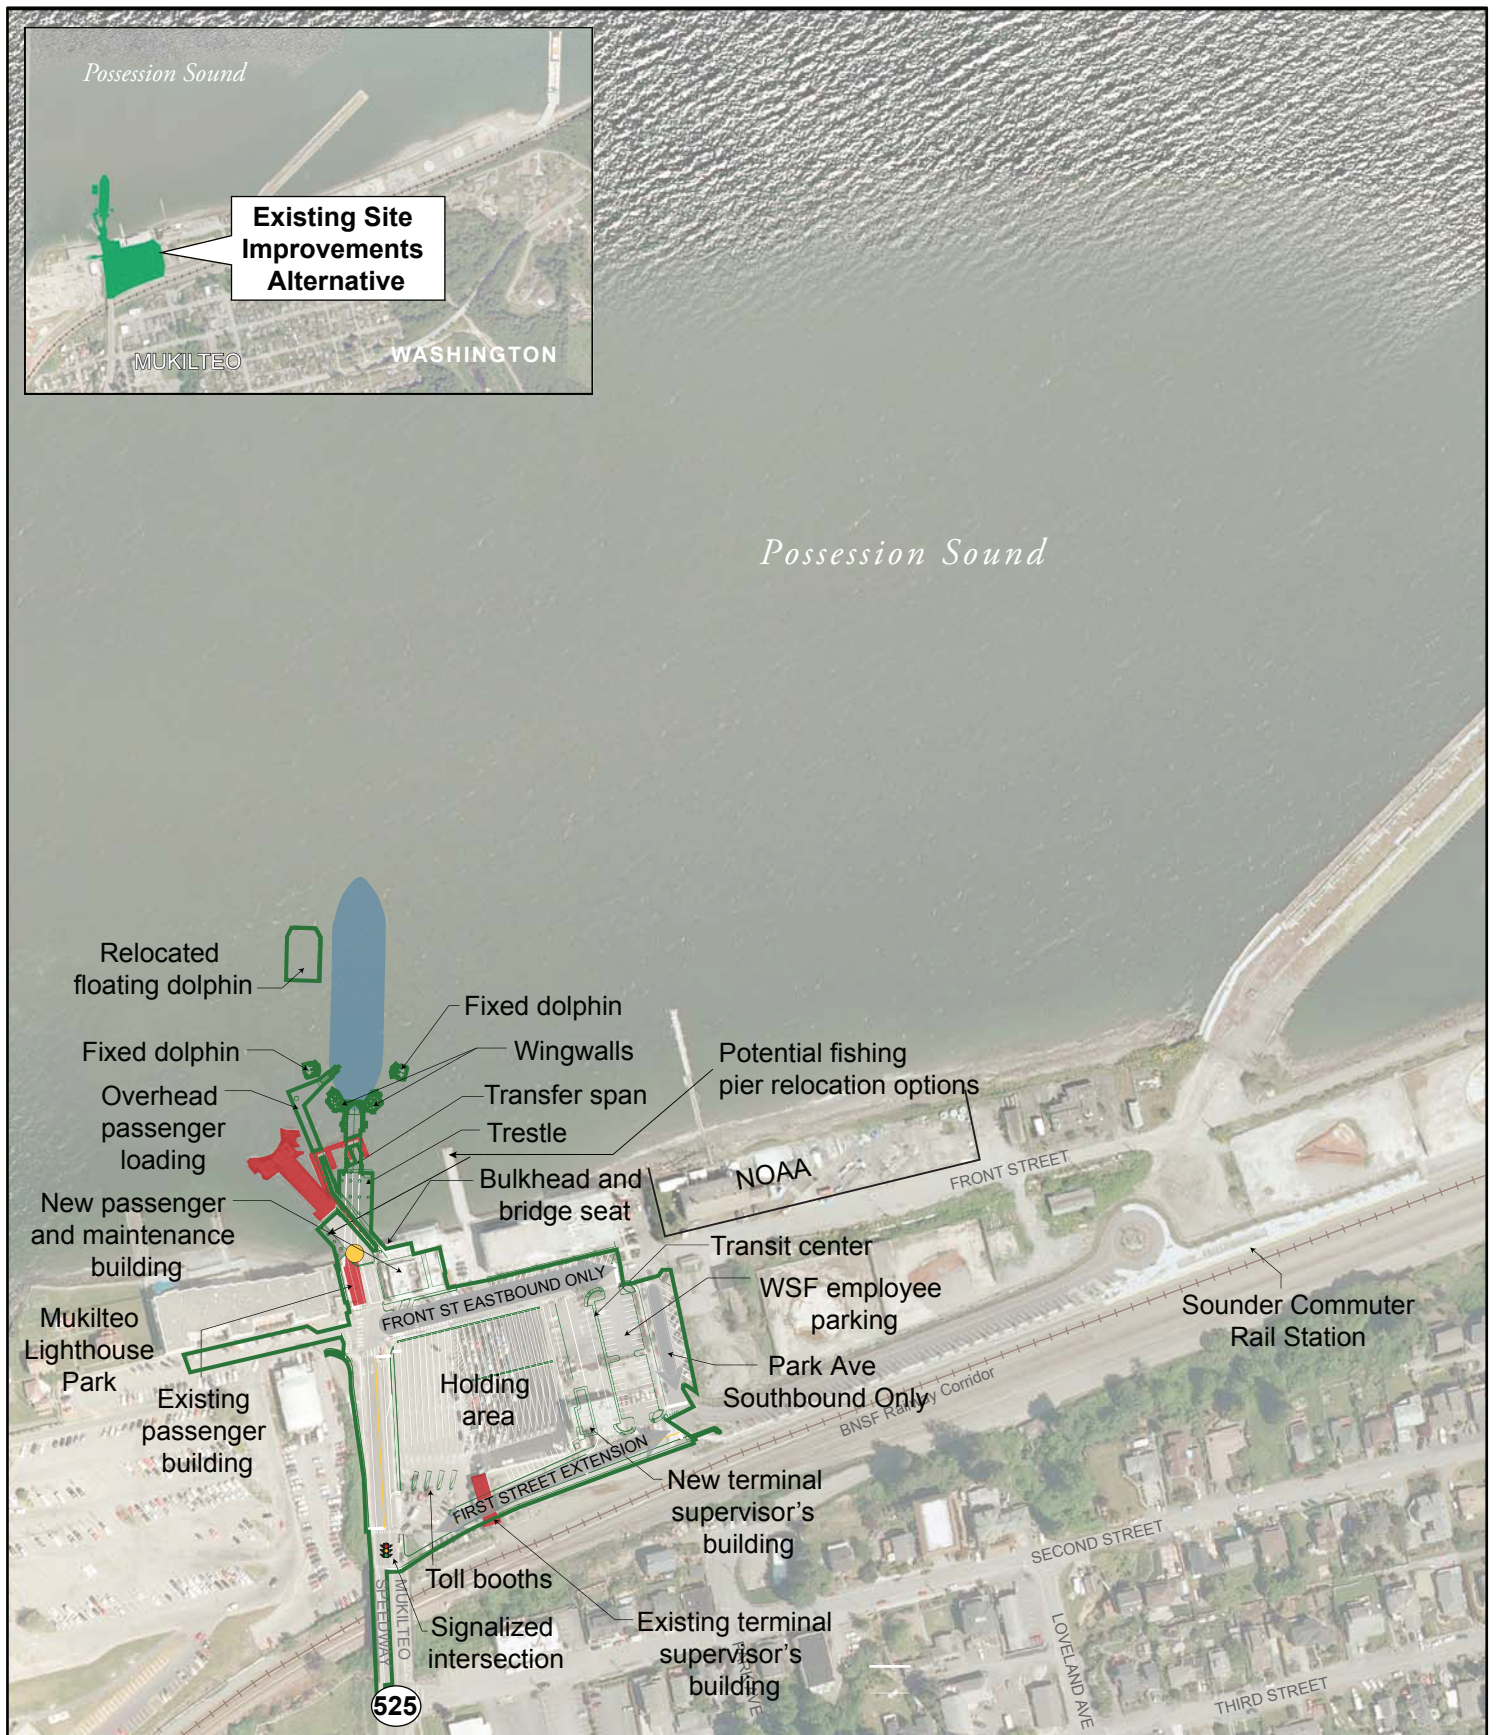 Possession Sound
Existing Site
Improvements
Alternative
MUKILTEO
WASHINGTON
Possession Sound
Relocated
floating dolphin
Fixed dolphin
Fixed dolphin
Wingwalls
Overhead
passenger
loading
Transfer span
Trestle
Potential fishing
pier relocation options
New passenger
and maintenance
building
Bulkhead and
bridge seat
NOAA
FRONT STREET
Transit center
WSF employee
parking
Mukilteo
Lighthouse
Park
FRONT ST EASTBOUND ONLY
Sounder Commuter
Rail Station
Park Ave
Southbound Only
Holding
area
Existing
passenger
building
BNSF Railway Corridor
FIRST STREET EXTENSION
New terminal
supervisor's
building
SECOND STREET
Toll booths
MUKILTEO
SPEEDWAY
Signalized
intersection
Existing terminal
supervisor's
building
PARK AVE
LOVELAND AVE
THIRD STREET
525